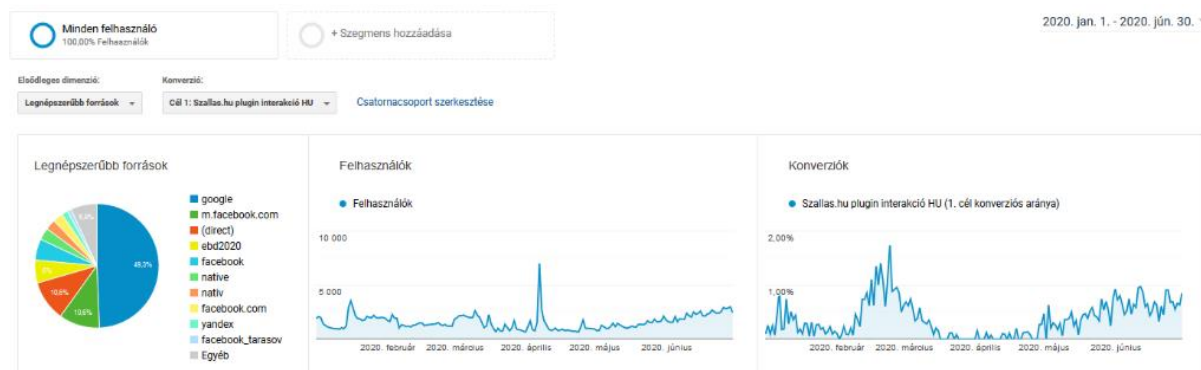 Minden felhasználó
100,00% Felhasználók
+ Szegmens hozzáadása
2020. jan. 1. - 2020. jún. 30.
Elsődleges dimenzió:
Konverzió:
Legnépszerűbb források
Cél 1: Szallas.hu plugin interakció HU
Csatornacsoport szerkesztése
Legnépszerűbb források
google
m.facebook.com
(direct)
ebd2020
facebook
native
nativ
facebook.com
yandex
facebook_tarasov
Egyéb
49,3%
10,6%
10,6%
6%
Felhasználók
Felhasználók
10 000
5 000
2020. február
2020. március
2020. április
2020. május
2020. június
Konverziók
Szallas.hu plugin interakció HU (1. cél konverziós aránya)
2,00%
1,00%
2020. február
2020. március
2020. április
2020. május
2020. június